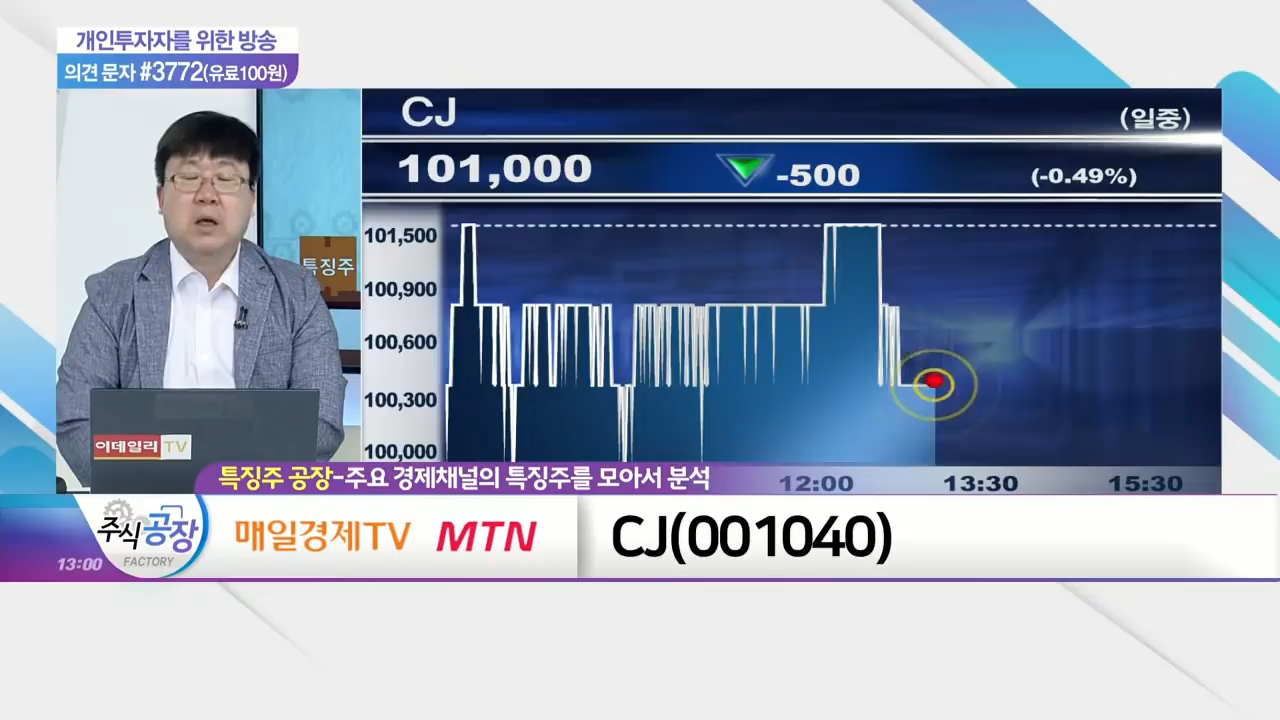 개인투자자를 위한 방송
의견 문자 #3772(유료100원)
CJ
(일중)
101,000
-500
(-0.49%)
101,500
100,900
100,600
100,300
100,000
12:00
13:30
15:30
특징주
이데일리 TV
특징주 공장-주요 경제채널의 특징주를 모아서 분석
주식공장
FACTORY
13:00
매일경제TV
MTN
CJ(001040)